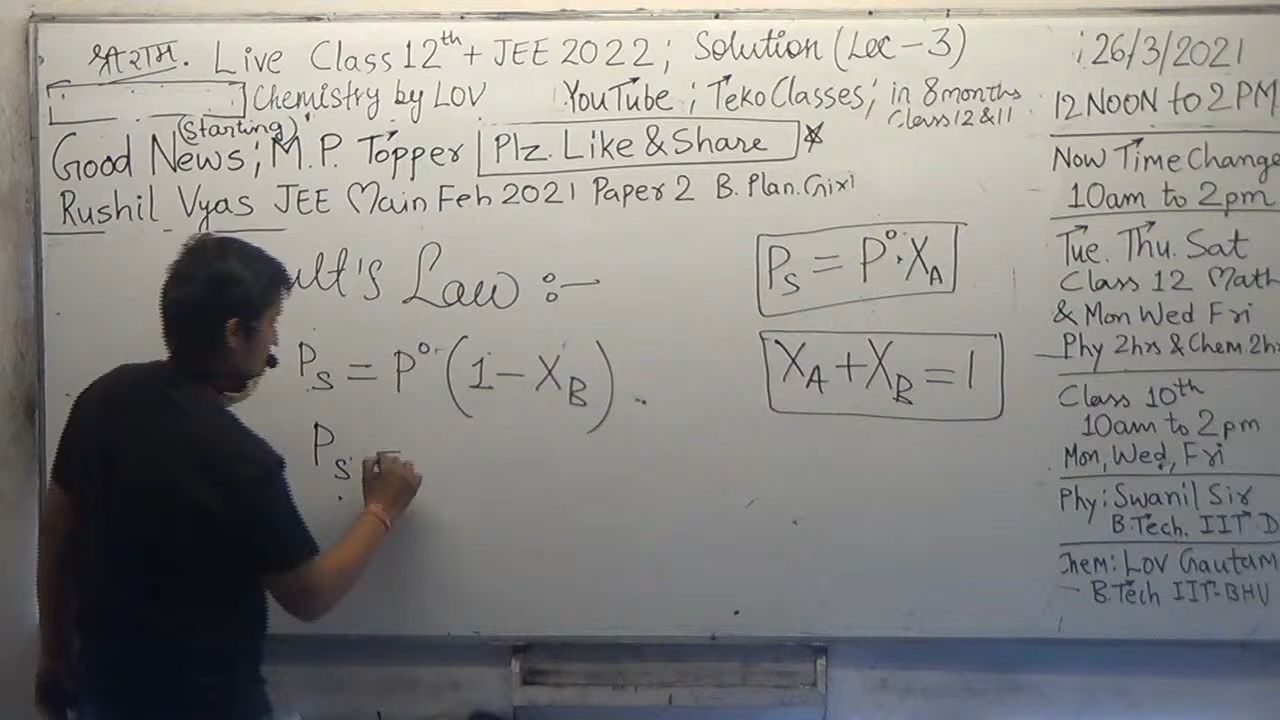 श्री राम. Live Class 12th + JEE 2022 ; Solution (Lec - 3)
Chemistry by LOV YouTube ; TekoClasses ; in 8 months
Class 12 & 11
(Starting)
Good News ; M.P. Topper Plz. Like & Share
Rushil Vyas JEE Main Feb 2021 Paper 2 B. Plan. Girl
ult's Law :-
Ps = P° (1 - XB)
Ps
Ps = P° . XA
XA + XB = 1
: 26/3/2021
12 NOON to 2 PM
Now Time Change
10am to 2pm
Tue. Thu. Sat
Class 12 Math
& Mon Wed Fri
Phy 2hrs & Chem. 2h
Class 10th
10am to 2pm
Mon, Wed, Fri
Phy : Swanil Sir
B.Tech. IIT D
Chem : Lov Gautam
B.Tech IIT-BHU